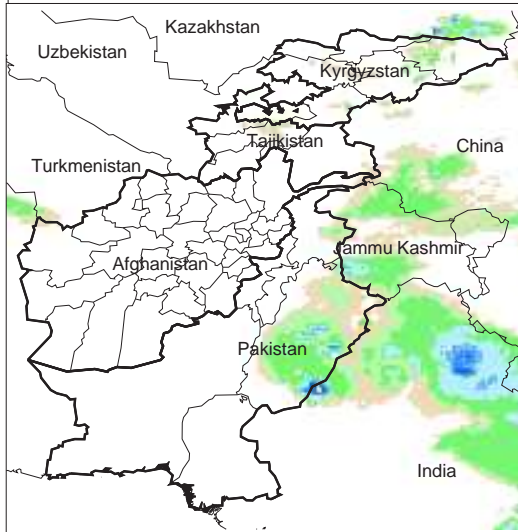 Kazakhstan
Uzbekistan
Kyrgyzstan
Tajikistan
China
Turkmenistan
Jammu Kashmir
Afghanistan
Pakistan
India